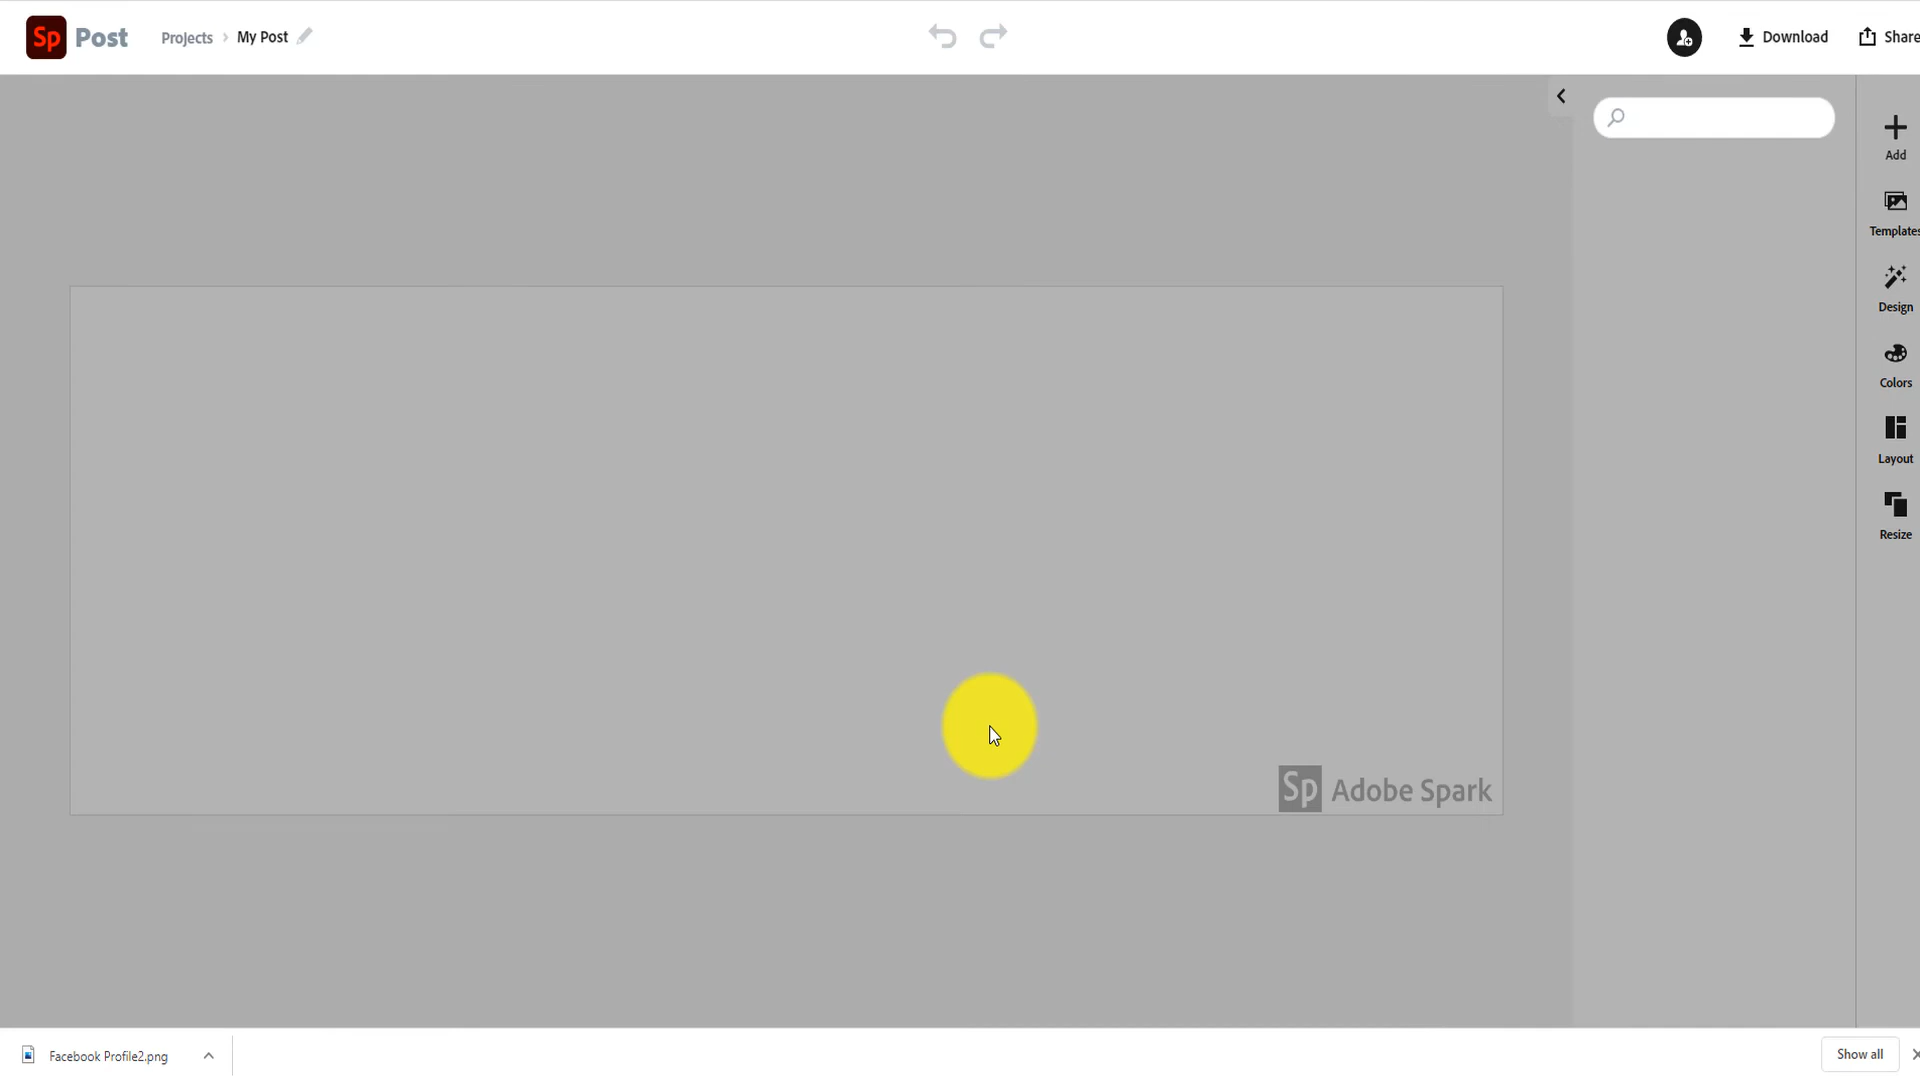 Sp Post Projects › My Post Download Share
Add
Templates
Design
Colors
Layout
Resize
Sp Adobe Spark
Facebook Profile2.png Show all